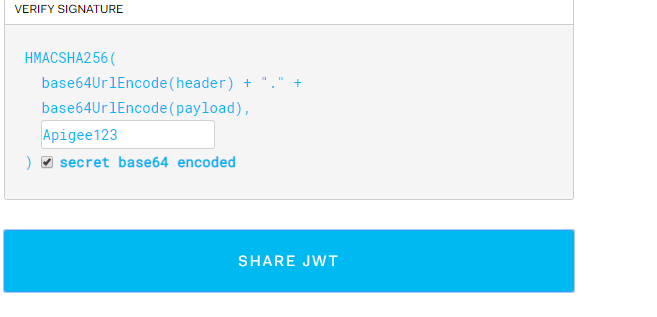 VERIFY SIGNATURE
HMACSHA256(
base64UrlEncode(header) + "." +
base64UrlEncode(payload),
Apigee123
) secret base64 encoded
SHARE JWT